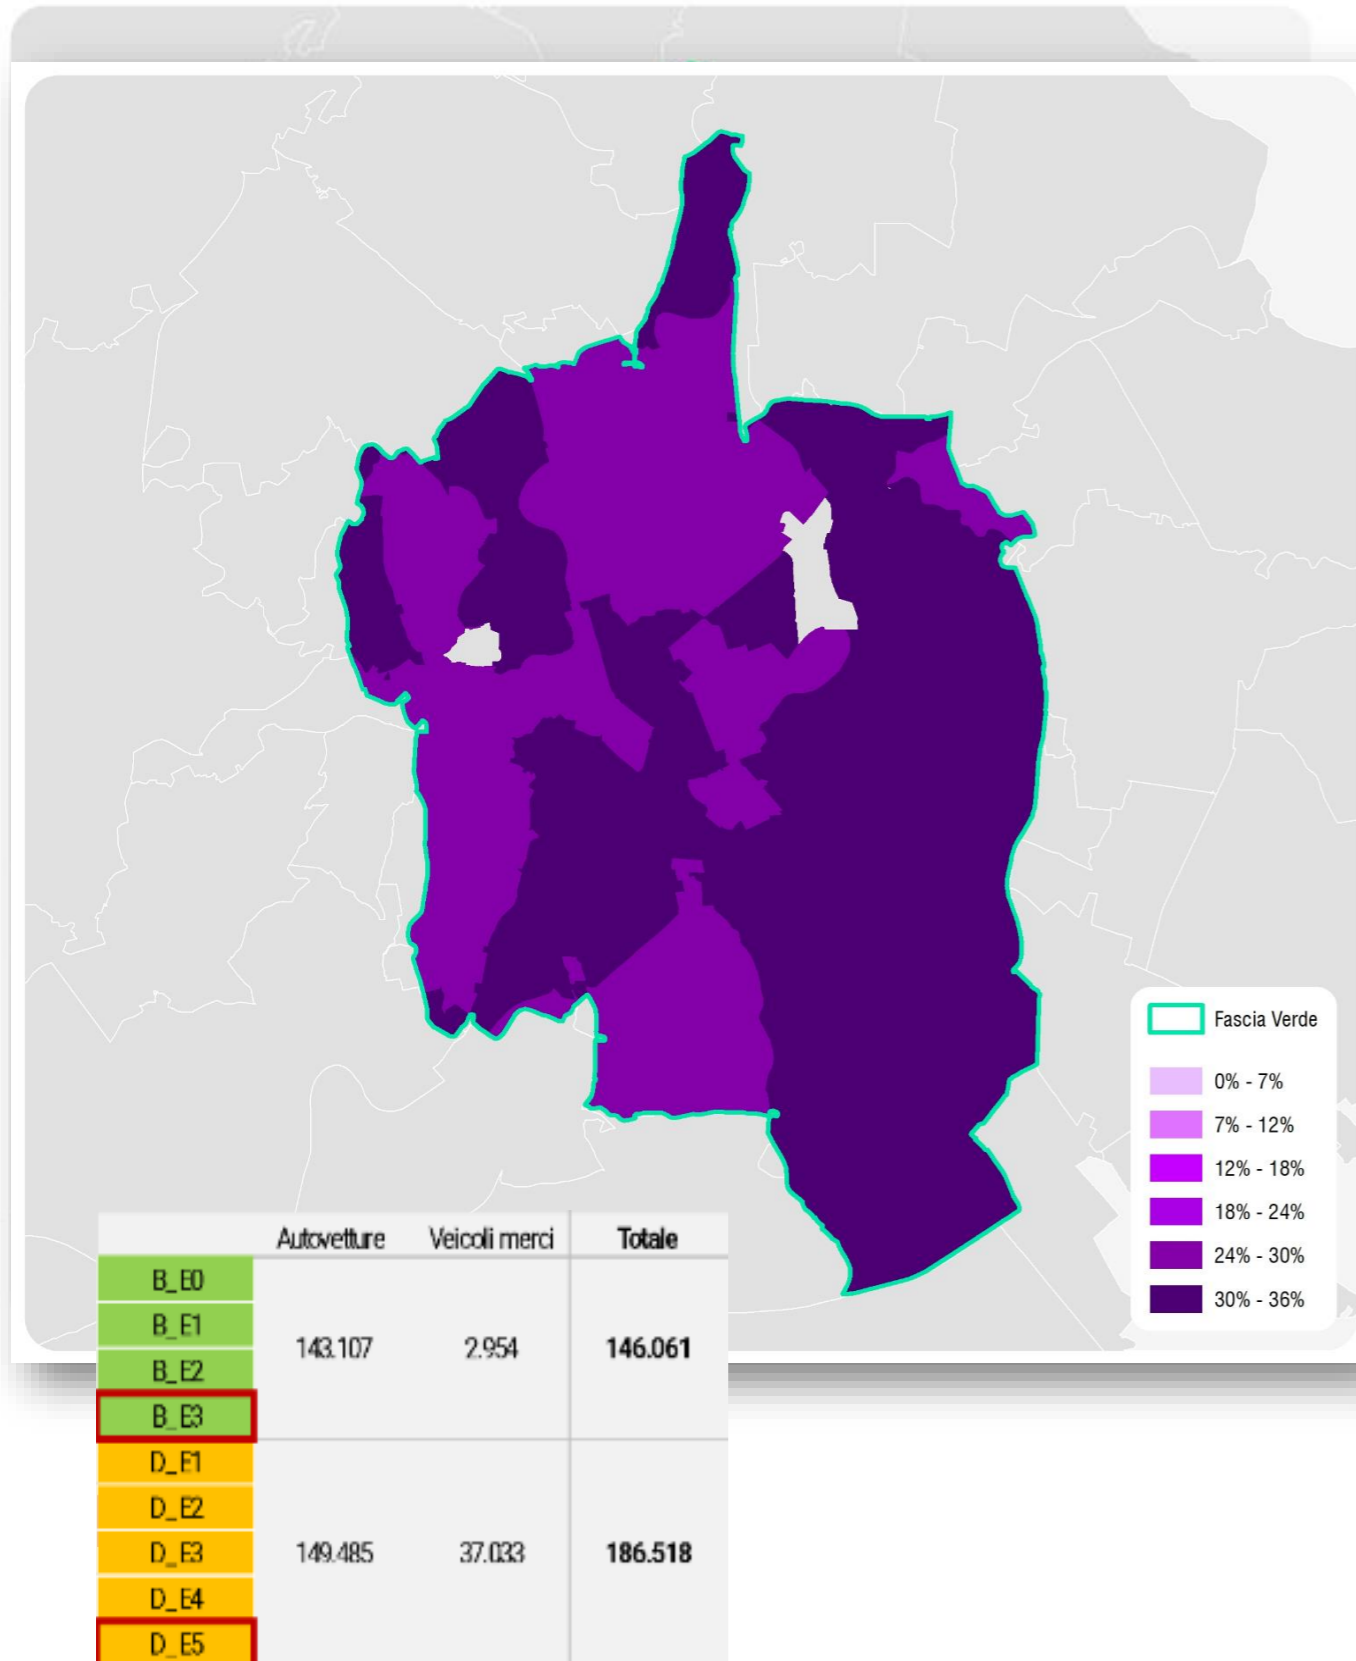 Fascia Verde
0% - 7%
7% - 12%
12% - 18%
18% - 24%
24% - 30%
30% - 36%
Autovetture Veicoli merci Totale
B_E0
B_E1
143.107 2.954 146.061
B_E2
B_E3
D_E1
D_E2
D_E3 149.485 37.033 186.518
D_E4
D_E5